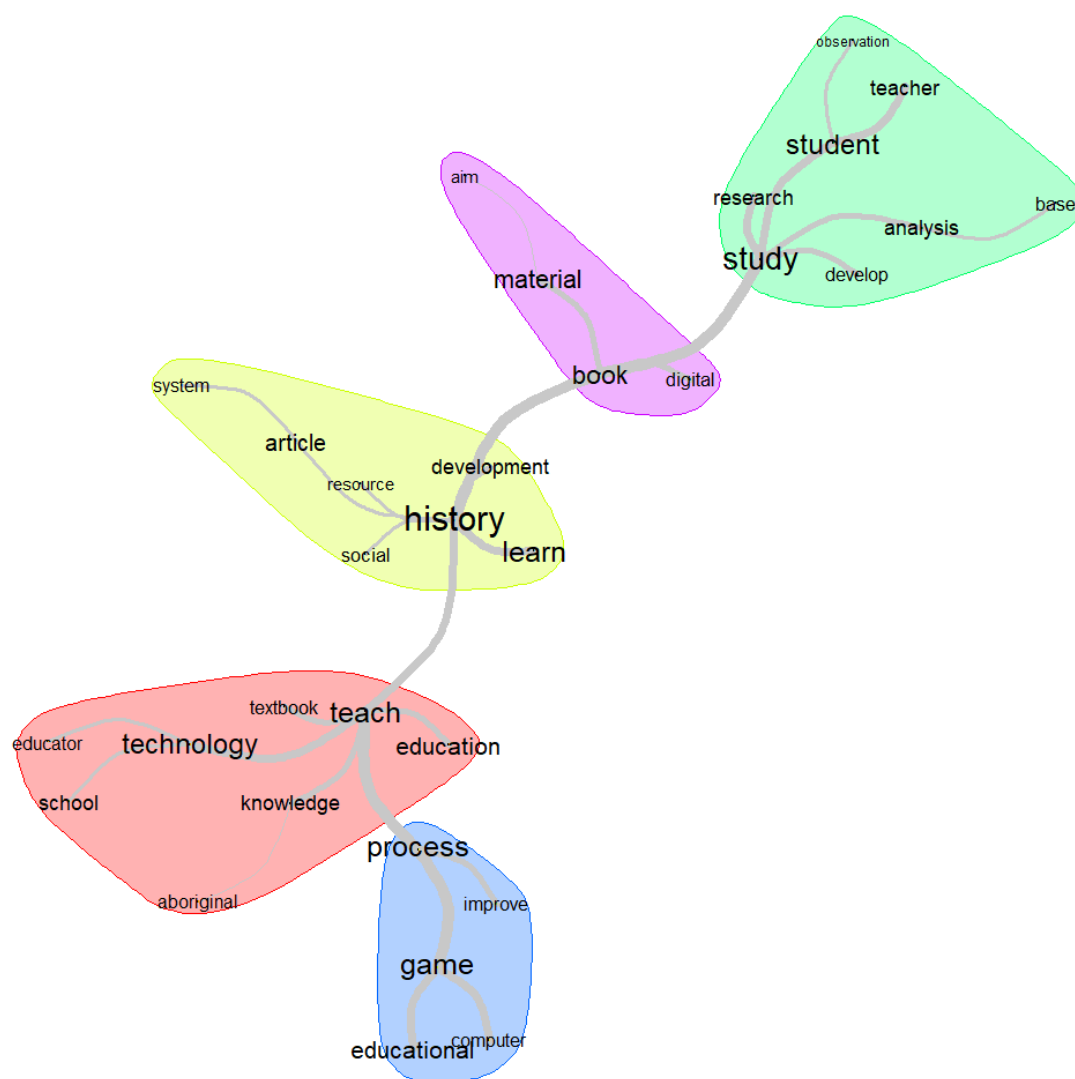 observation
teacher
student
aim
research
base
analysis
study
develop
material
book
digital
system
article
development
resource
history
social
learn
textbook
teach
educator
technology
education
school
knowledge
process
aboriginal
improve
game
computer
educational